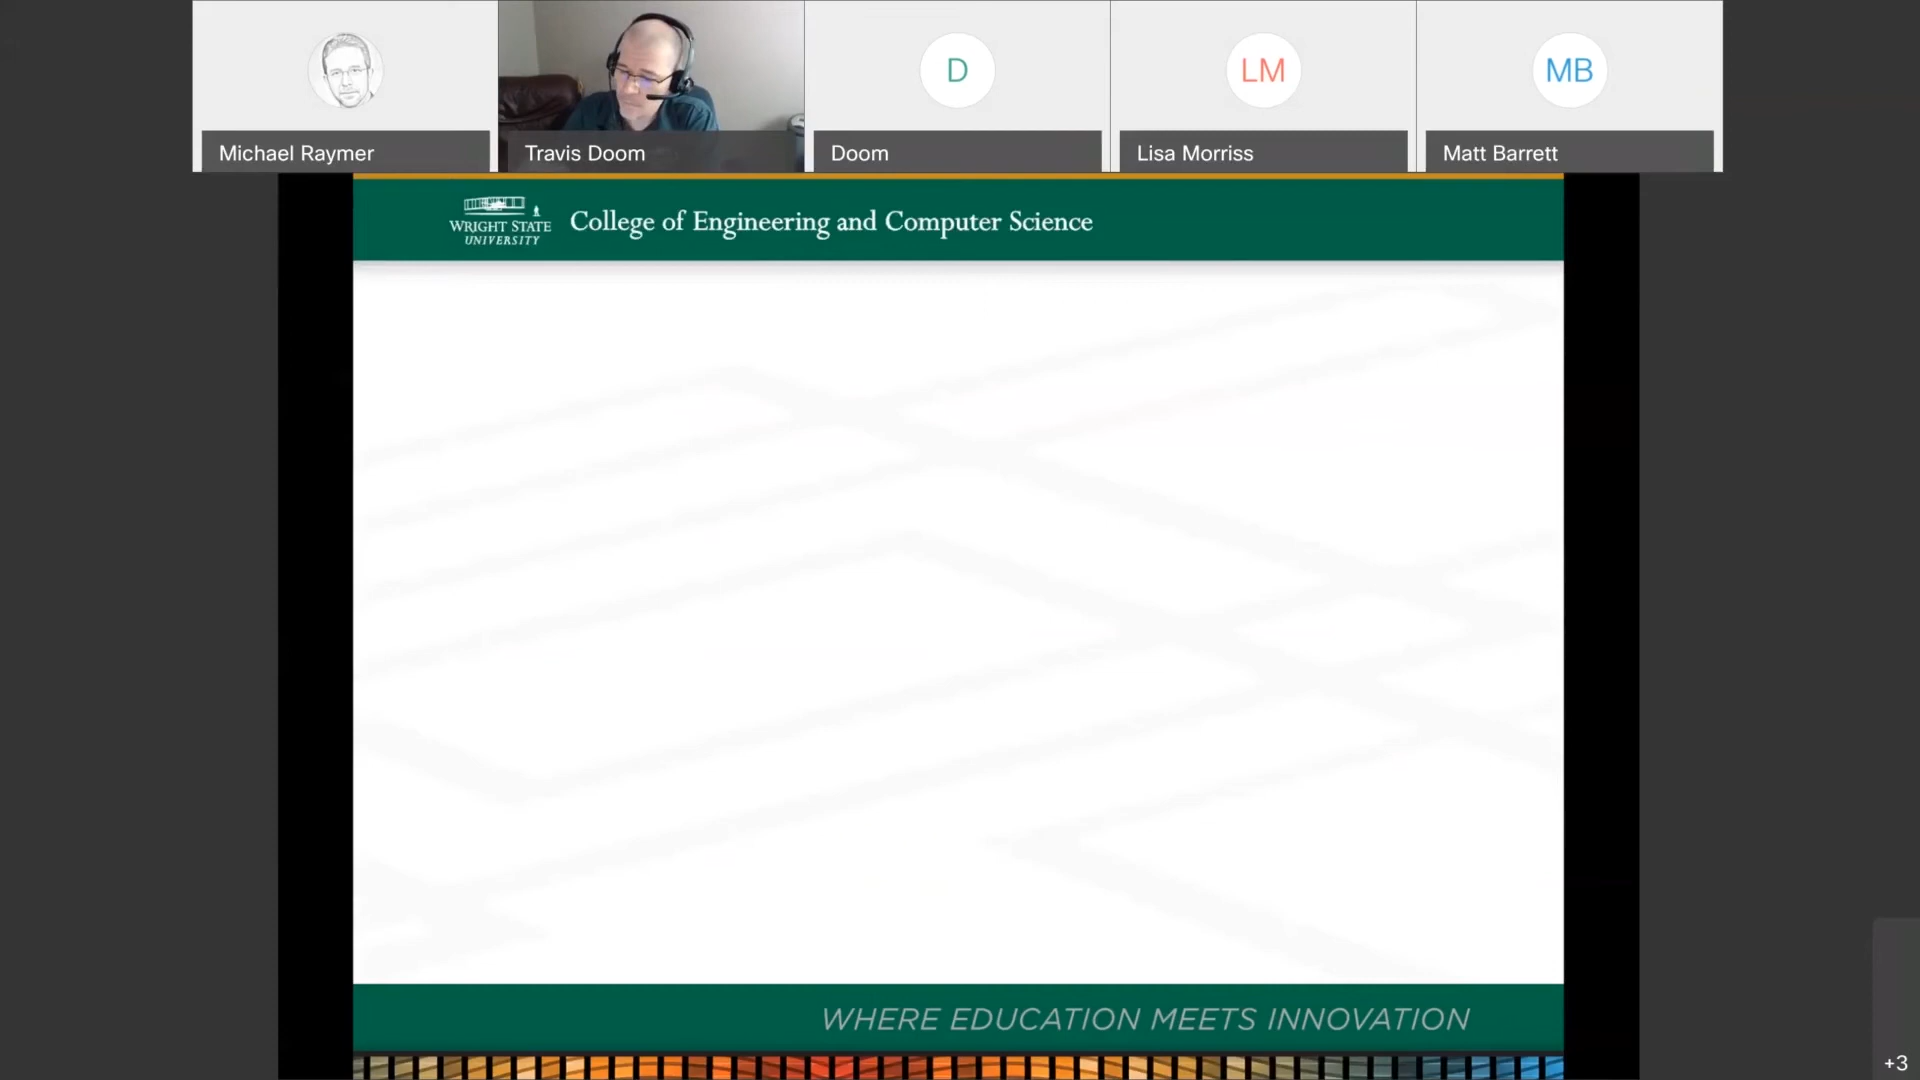 Michael Raymer
Travis Doom
D
Doom
LM
Lisa Morriss
MB
Matt Barrett
WRIGHT STATE
UNIVERSITY
College of Engineering and Computer Science
WHERE EDUCATION MEETS INNOVATION
+3